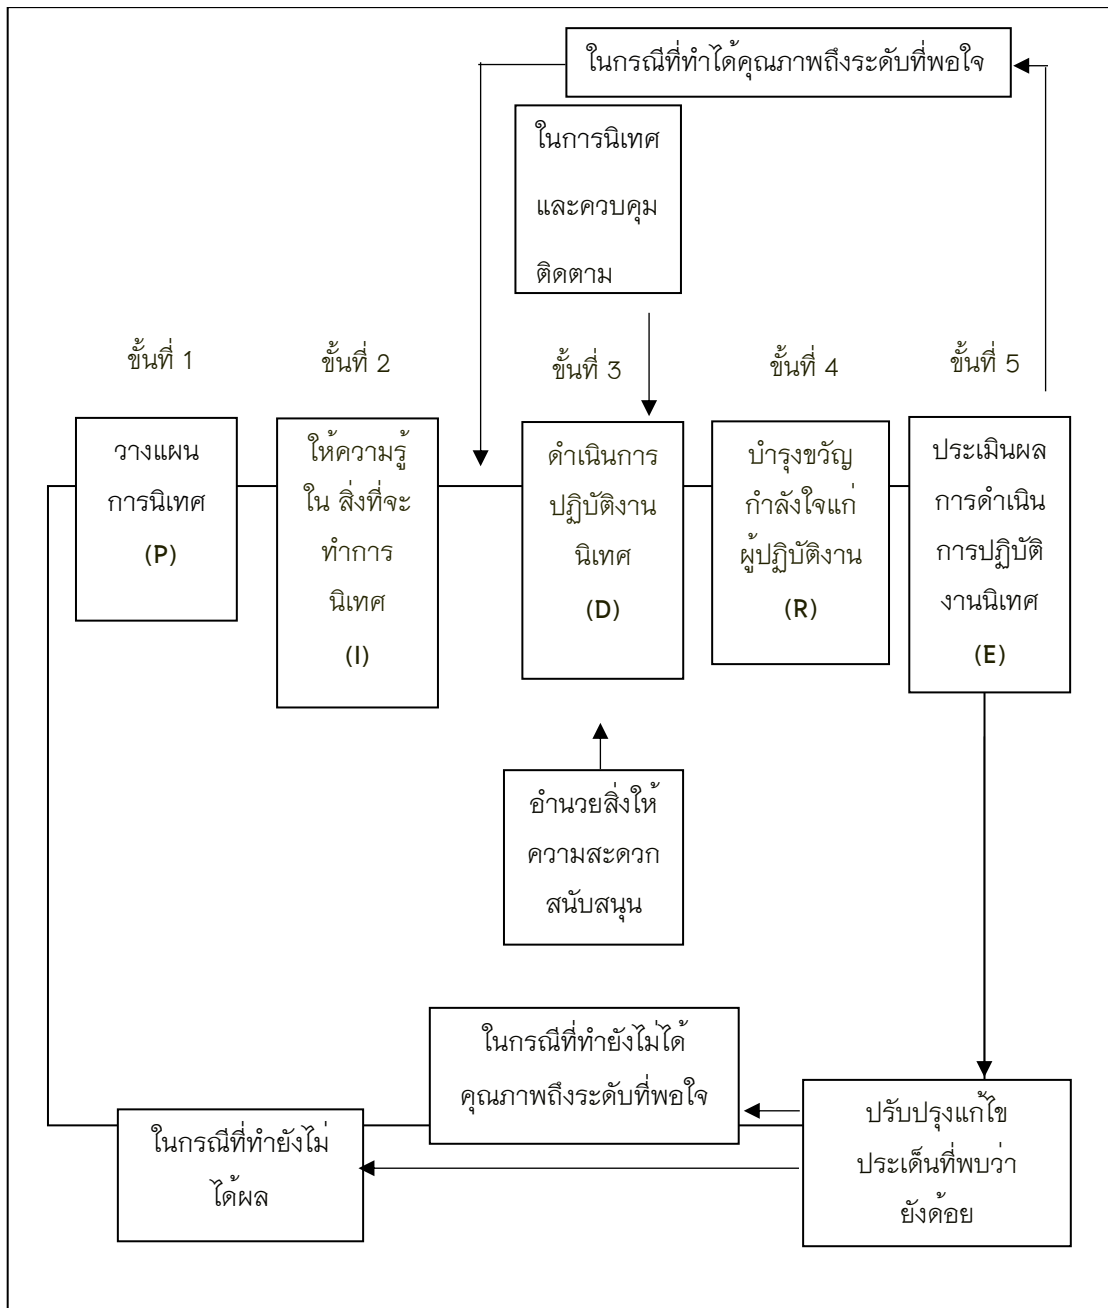 ในกรณีที่ทำได้คุณภาพถึงระดับที่พอใจ
ในการนิเทศ
และควบคุม
ติดตาม
ขั้นที่ 1
ขั้นที่ 2
ขั้นที่ 3
ขั้นที่ 4
ขั้นที่ 5
วางแผน
การนิเทศ
(P)
ให้ความรู้
ใน สิ่งที่จะ
ทำการ
นิเทศ
(I)
ดำเนินการ
ปฏิบัติงาน
นิเทศ
(D)
บำรุงขวัญ
กำลังใจแก่
ผู้ปฏิบัติงาน
(R)
ประเมินผล
การดำเนิน
การปฏิบัติ
งานนิเทศ
(E)
อำนวยสิ่งให้
ความสะดวก
สนับสนุน
ในกรณีที่ทำยังไม่ได้
คุณภาพถึงระดับที่พอใจ
ในกรณีที่ทำยังไม่
ได้ผล
ปรับปรุงแก้ไข
ประเด็นที่พบว่า
ยังด้อย